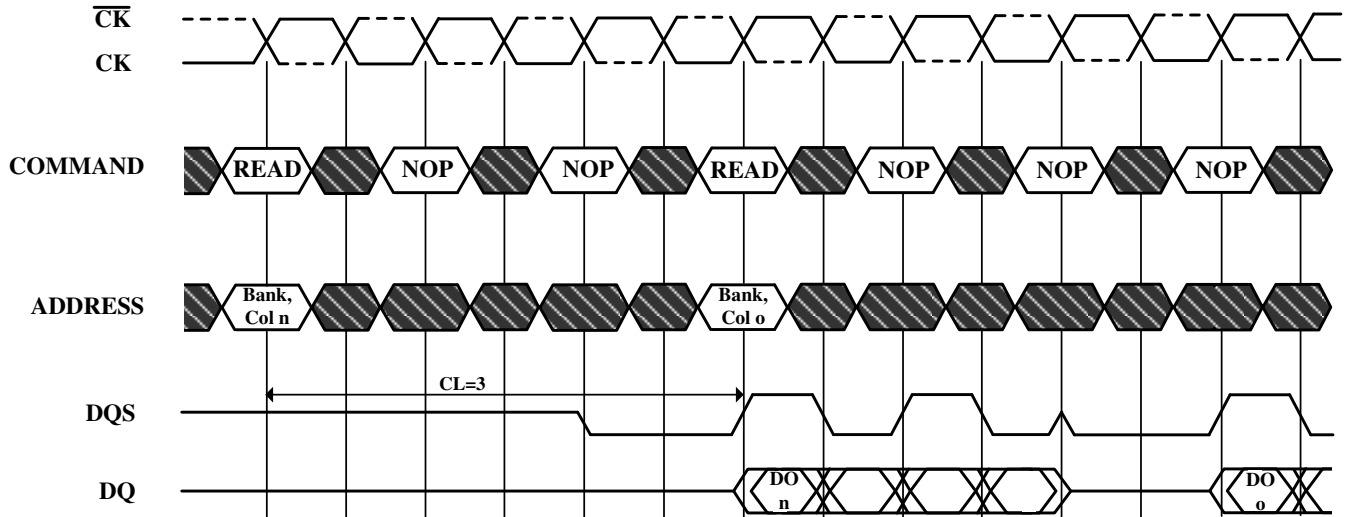 CK
CK
COMMAND
READ NOP NOP READ NOP NOP NOP
ADDRESS
Bank,
Col n
Bank,
Col o
CL=3
DQS
DQ
DO
n
DO
o